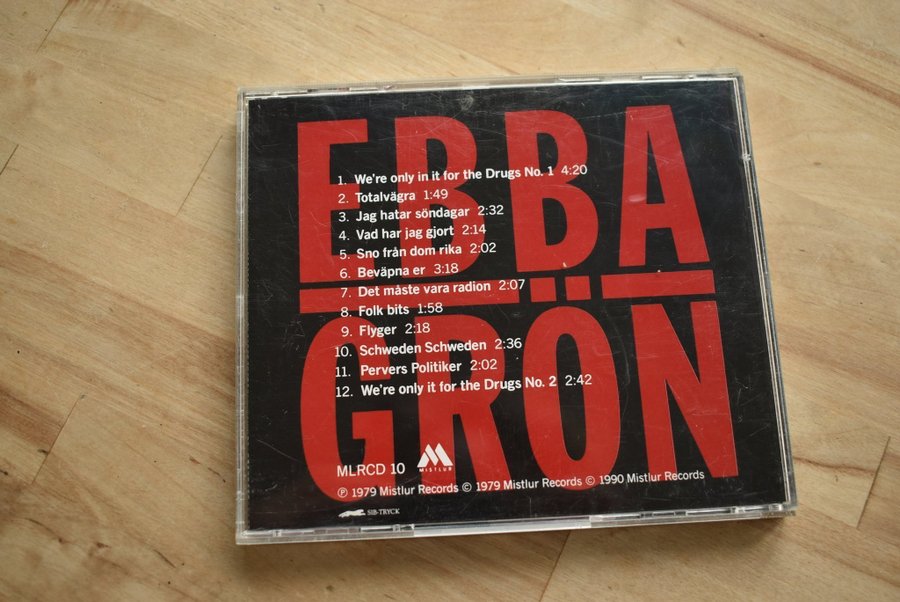 EBBA
GRÖN
1. We're only in it for the Drugs No. 1 4:20
2. Totalvägra 1:49
3. Jag hatar söndagar 2:32
4. Vad har jag gjort 2:14
5. Sno från dom rika 2:02
6. Beväpna er 3:18
7. Det måste vara radion 2:07
8. Folk bits 1:58
9. Flyger 2:18
10. Schweden Schweden 2:36
11. Pervers Politiker 2:02
12. We're only it for the Drugs No. 2 2:42
MLRCD 10 MISTLUR
℗ 1979 Mistlur Records © 1979 Mistlur Records © 1990 Mistlur Records
SIB-TRYCK